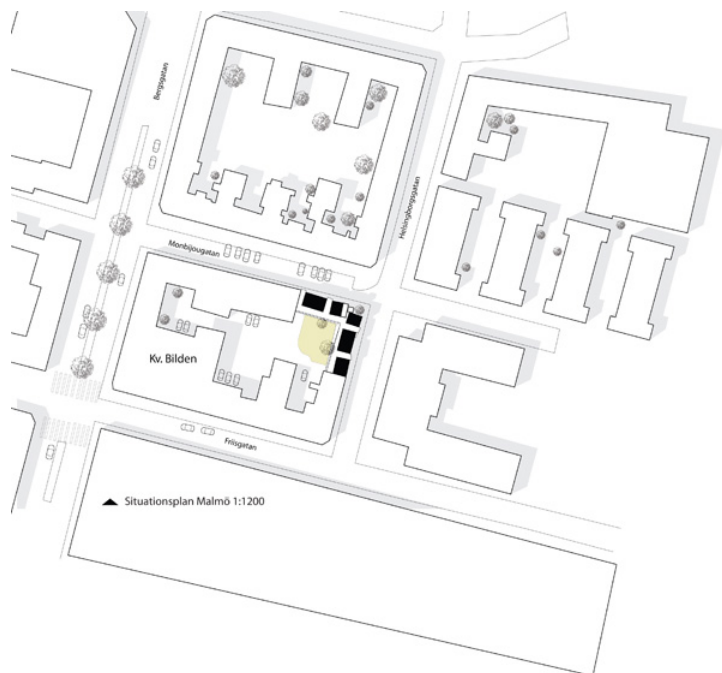 Bergsgatan
Helsingborgsgatan
Monbijougatan
Kv. Bilden
Friisgatan
Situationsplan Malmö 1:1200